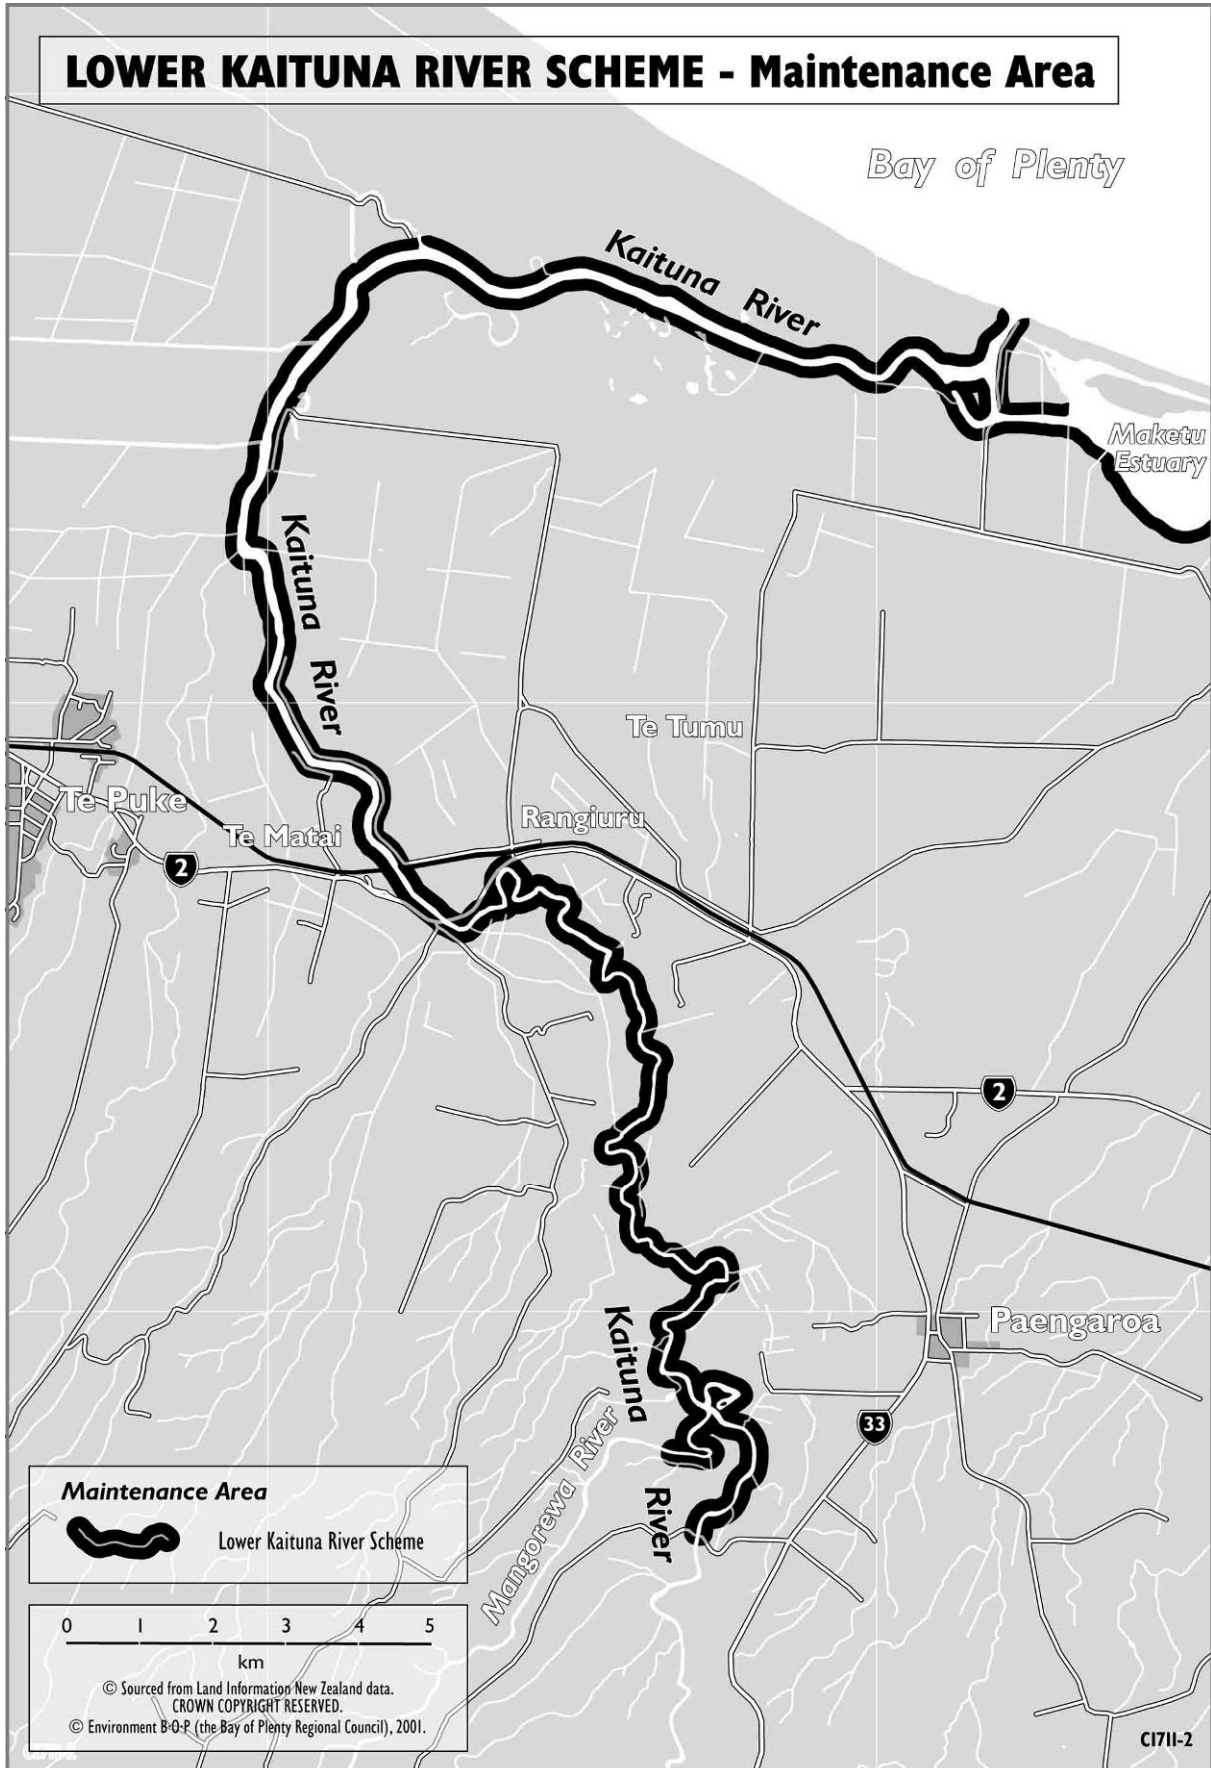 LOWER KAITUNA RIVER SCHEME - Maintenance Area
Bay of Plenty
Kaituna River
Maketu
Estuary
Kaituna River
Te Tumu
Te Puke
Te Matai
Rangiuru
2
2
Kaituna River
Paengaroa
33
Mangorewa River
Maintenance Area
Lower Kaituna River Scheme
0 1 2 3 4 5
km
© Sourced from Land Information New Zealand data.
CROWN COPYRIGHT RESERVED.
© Environment B·O·P (the Bay of Plenty Regional Council), 2001.
C1711-2